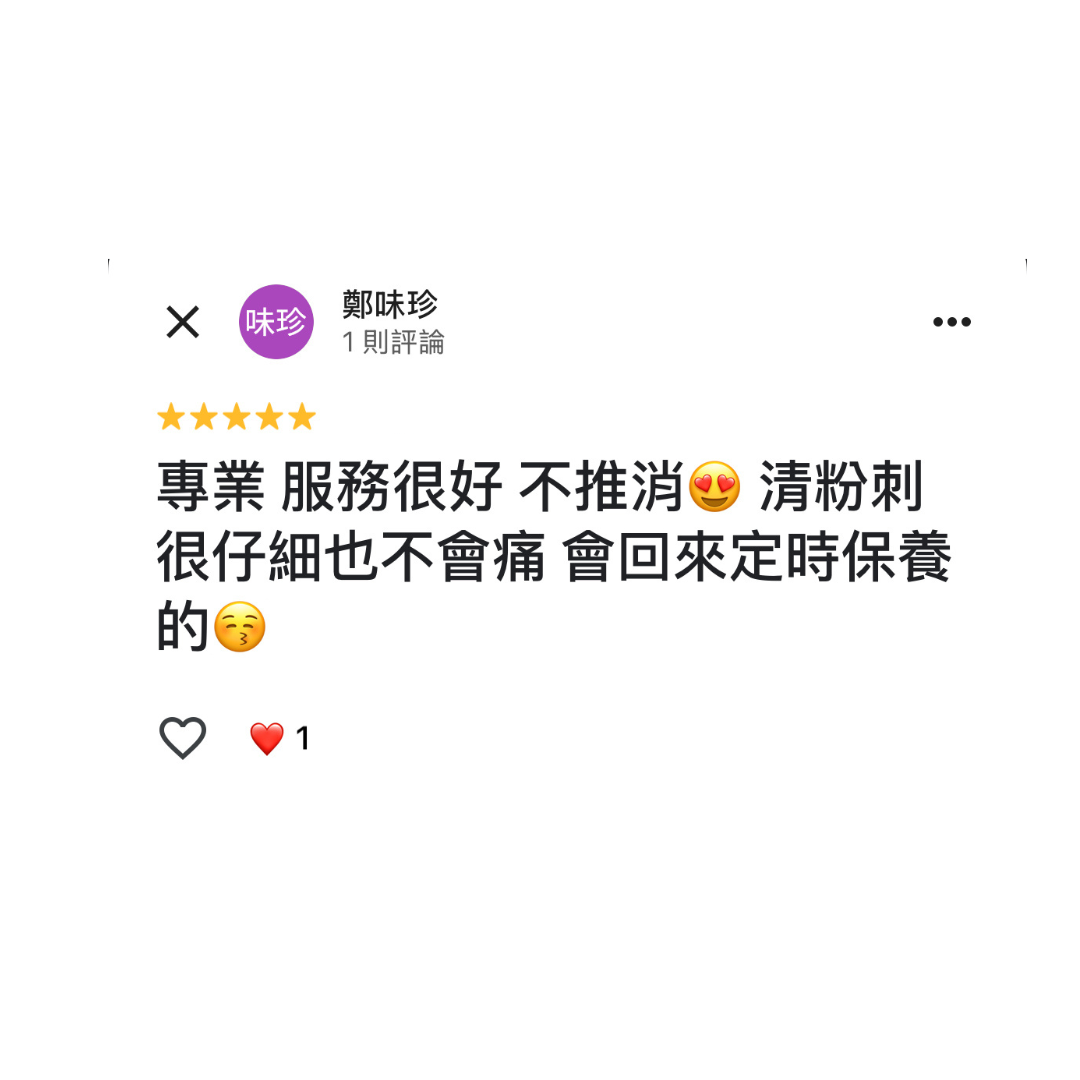 味珍
鄭味珍
1 則評論
專業 服務很好 不推消😍 清粉刺
很仔細也不會痛 會回來定時保養
的😚
1